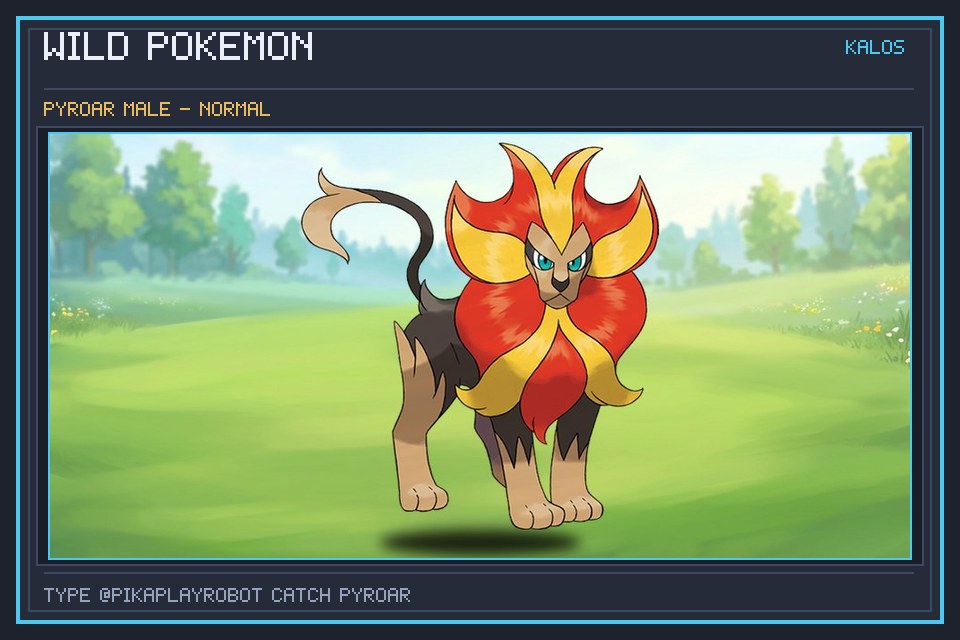 WILD POKEMON
KALOS
PYROAR MALE - NORMAL
TYPE @PIKAPLAYROBOT CATCH PYROAR